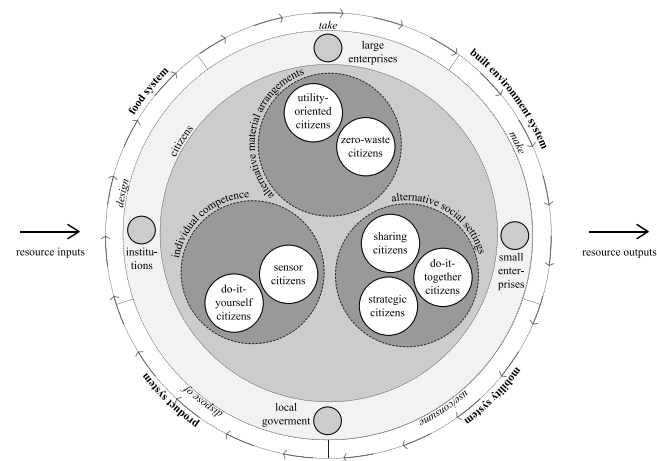 take
large
enterprises
food system
built environment system
alternative material arrangements
utility-
oriented
citizens
citizens
zero-waste
citizens
make
design
individual competence
alternative social settings
resource inputs
institu-
tions
sharing
citizens
small
enter-
prises
resource outputs
sensor
citizens
do-it-
together
citizens
do-it-
yourself
citizens
strategic
citizens
product system
dispose of
local
goverment
use/consume
mobility system